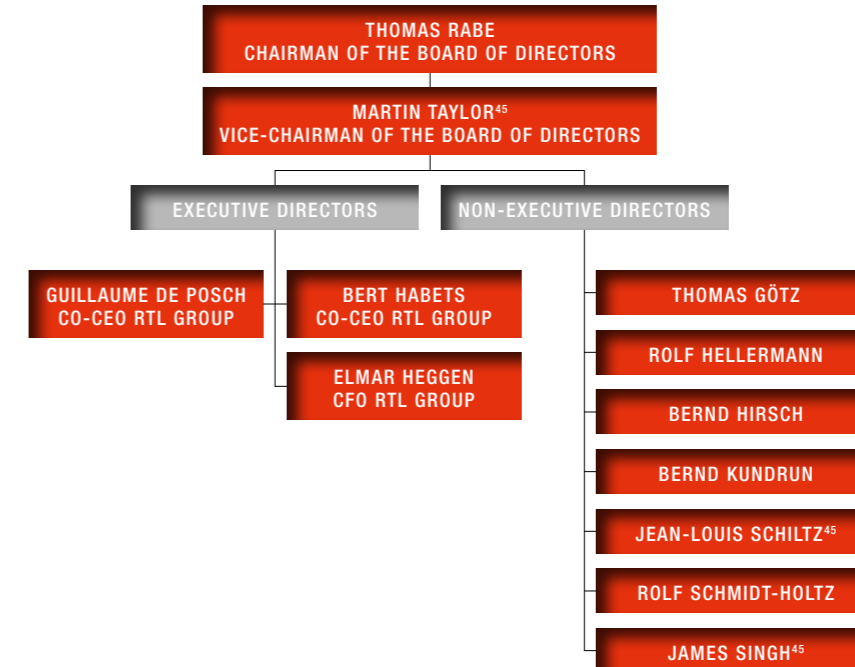 THOMAS RABE
CHAIRMAN OF THE BOARD OF DIRECTORS
MARTIN TAYLOR⁴⁵
VICE-CHAIRMAN OF THE BOARD OF DIRECTORS
EXECUTIVE DIRECTORS
NON-EXECUTIVE DIRECTORS
GUILLAUME DE POSCH
CO-CEO RTL GROUP
BERT HABETS
CO-CEO RTL GROUP
ELMAR HEGGEN
CFO RTL GROUP
THOMAS GÖTZ
ROLF HELLERMANN
BERND HIRSCH
BERND KUNDRUN
JEAN-LOUIS SCHILTZ⁴⁵
ROLF SCHMIDT-HOLTZ
JAMES SINGH⁴⁵